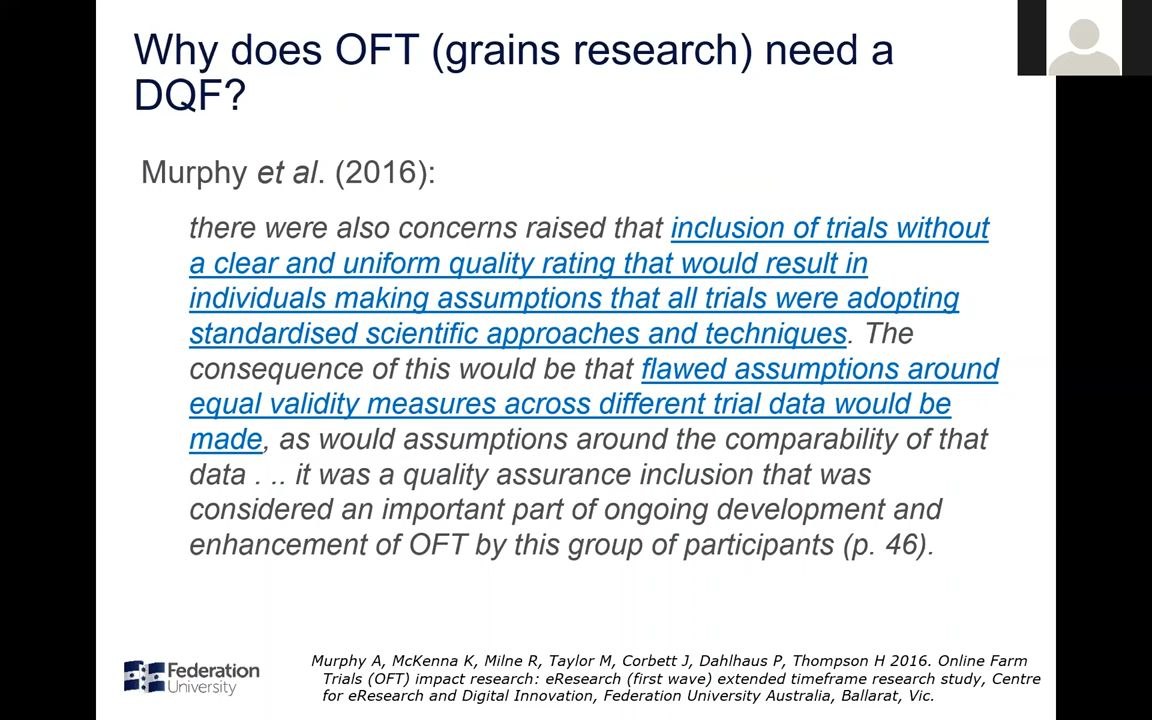 Why does OFT (grains research) need a
DQF?
Murphy et al. (2016):
there were also concerns raised that inclusion of trials without
a clear and uniform quality rating that would result in
individuals making assumptions that all trials were adopting
standardised scientific approaches and techniques. The
consequence of this would be that flawed assumptions around
equal validity measures across different trial data would be
made, as would assumptions around the comparability of that
data . .. it was a quality assurance inclusion that was
considered an important part of ongoing development and
enhancement of OFT by this group of participants (p. 46).
Federation
University
Murphy A, McKenna K, Milne R, Taylor M, Corbett J, Dahlhaus P, Thompson H 2016. Online Farm
Trials (OFT) impact research: eResearch (first wave) extended timeframe research study, Centre
for eResearch and Digital Innovation, Federation University Australia, Ballarat, Vic.